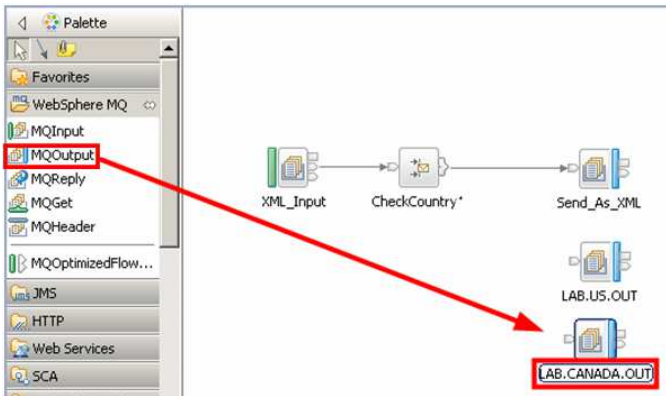 Palette
Favorites
WebSphere MQ
MQInput
MQOutput
MQReply
MQGet
MQHeader
MQOptimizedFlow...
JMS
HTTP
Web Services
SCA
XML_Input
CheckCountry*
Send_As_XML
LAB.US.OUT
LAB.CANADA.OUT